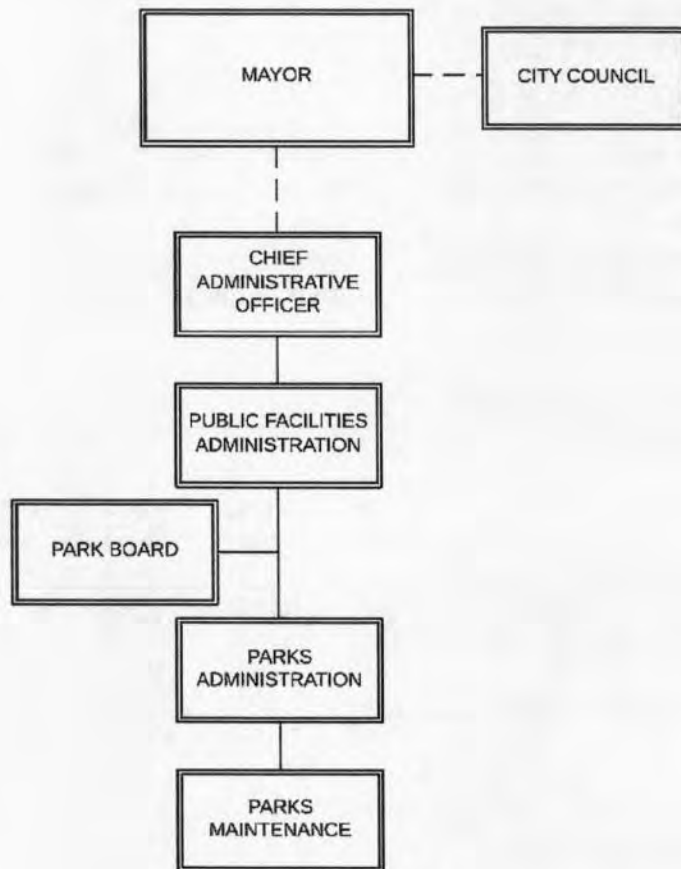 MAYOR
CITY COUNCIL
CHIEF
ADMINISTRATIVE
OFFICER
PUBLIC FACILITIES
ADMINISTRATION
PARK BOARD
PARKS
ADMINISTRATION
PARKS
MAINTENANCE